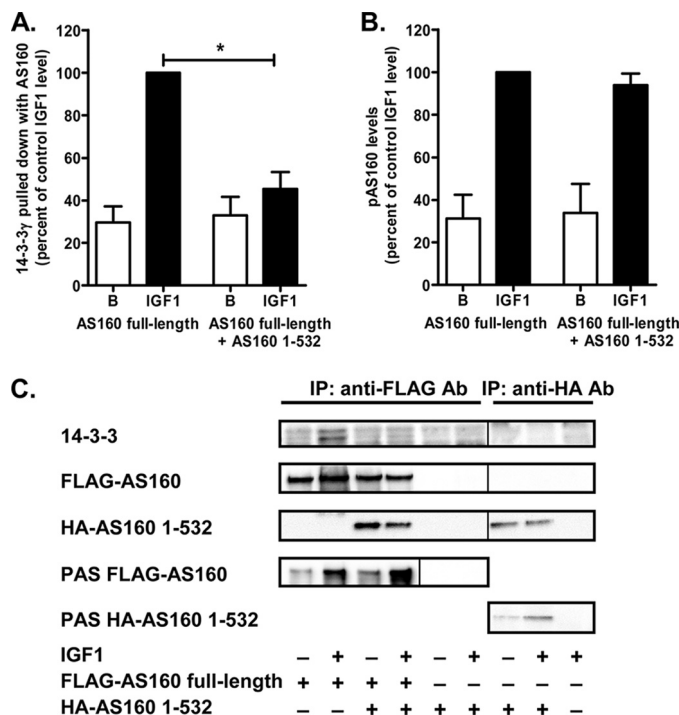 A.
14-3-3γ pulled down with AS160
(percent of control IGF1 level)
120
100
80
60
40
20
0
*
B IGF1 B IGF1
AS160 full-length AS160 full-length
+ AS160 1-532
B.
pAS160 levels
(percent of control IGF1 level)
120
100
80
60
40
20
0
B IGF1 B IGF1
AS160 full-length AS160 full-length
+ AS160 1-532
C.
IP: anti-FLAG Ab IP: anti-HA Ab
14-3-3
FLAG-AS160
HA-AS160 1-532
PAS FLAG-AS160
PAS HA-AS160 1-532
IGF1 – + – + – + – + +
FLAG-AS160 full-length + + + + – – – – –
HA-AS160 1-532 – – + + + + + + –